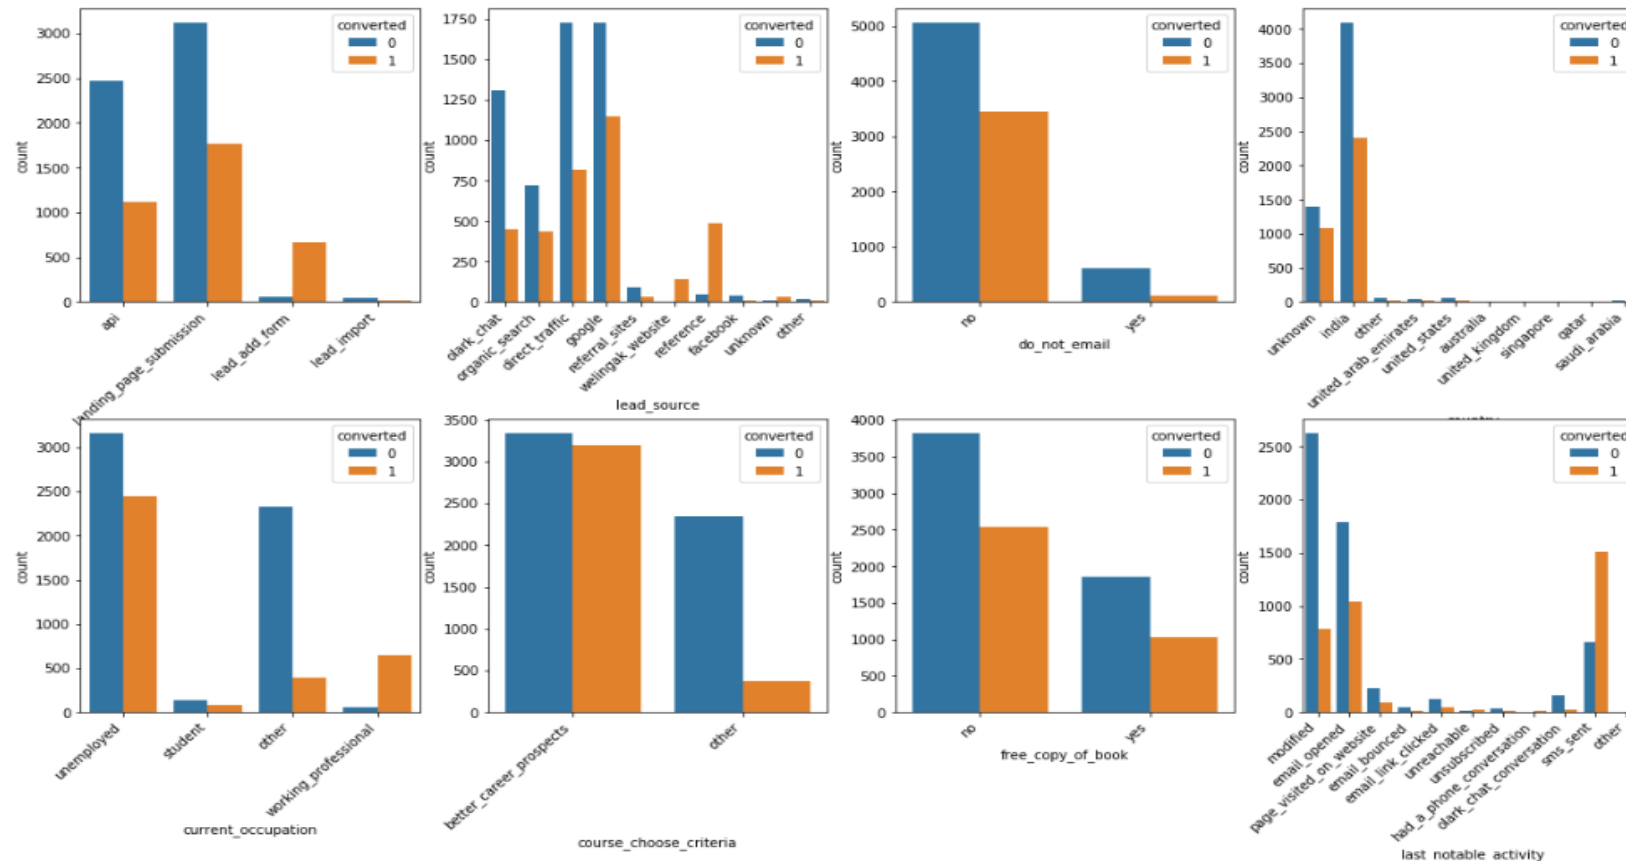 converted
0
1
3000
2500
2000
1500
1000
500
0
count
api
landing_page_submission
lead_add_form
lead_import
converted
0
1
1750
1500
1250
1000
750
500
250
0
count
olark_chat
organic_search
direct_traffic
google
referral_sites
welingak_website
reference
facebook
unknown
other
lead_source
converted
0
1
5000
4000
3000
2000
1000
0
count
no
yes
do_not_email
converted
0
1
4000
3500
3000
2500
2000
1500
1000
500
0
count
unknown
india
other
united_arab_emirates
united_states
australia
united_kingdom
singapore
qatar
saudi_arabia
converted
0
1
3000
2500
2000
1500
1000
500
0
count
unemployed
student
other
working_professional
current_occupation
converted
0
1
3500
3000
2500
2000
1500
1000
500
0
count
better_career_prospects
other
course_choose_criteria
converted
0
1
4000
3500
3000
2500
2000
1500
1000
500
0
count
no
yes
free_copy_of_book
converted
0
1
2500
2000
1500
1000
500
0
count
modified
email_opened
page_visited_on_website
email_bounced
email_link_clicked
unreachable
unsubscribed
had_a_phone_conversation
olark_chat_conversation
sms_sent
other
last_notable_activity